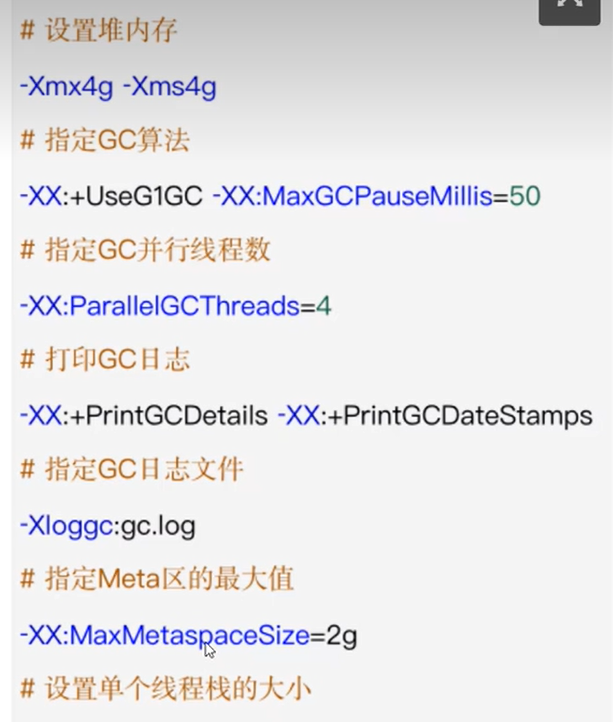 # 设置堆内存
-Xmx4g -Xms4g
# 指定GC算法
-XX:+UseG1GC -XX:MaxGCPauseMillis=50
# 指定GC并行线程数
-XX:ParallelGCThreads=4
# 打印GC日志
-XX:+PrintGCDetails -XX:+PrintGCDateStamps
# 指定GC日志文件
-Xloggc:gc.log
# 指定Meta区的最大值
-XX:MaxMetaspaceSize=2g
# 设置单个线程栈的大小